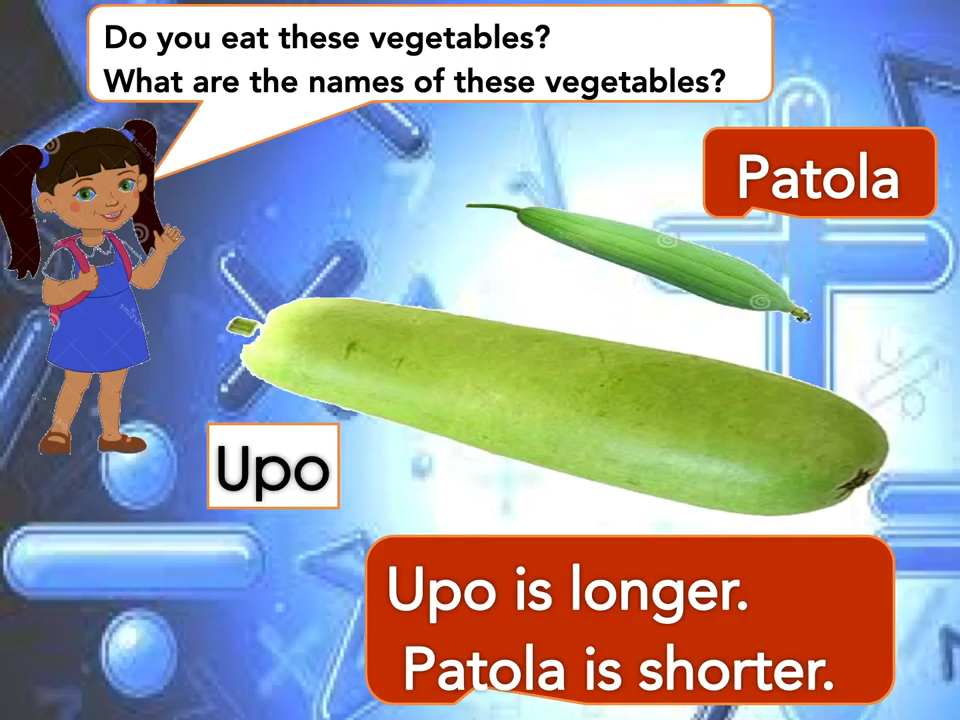 Do you eat these vegetables?
What are the names of these vegetables?
Patola
Upo
Upo is longer.
Patola is shorter.